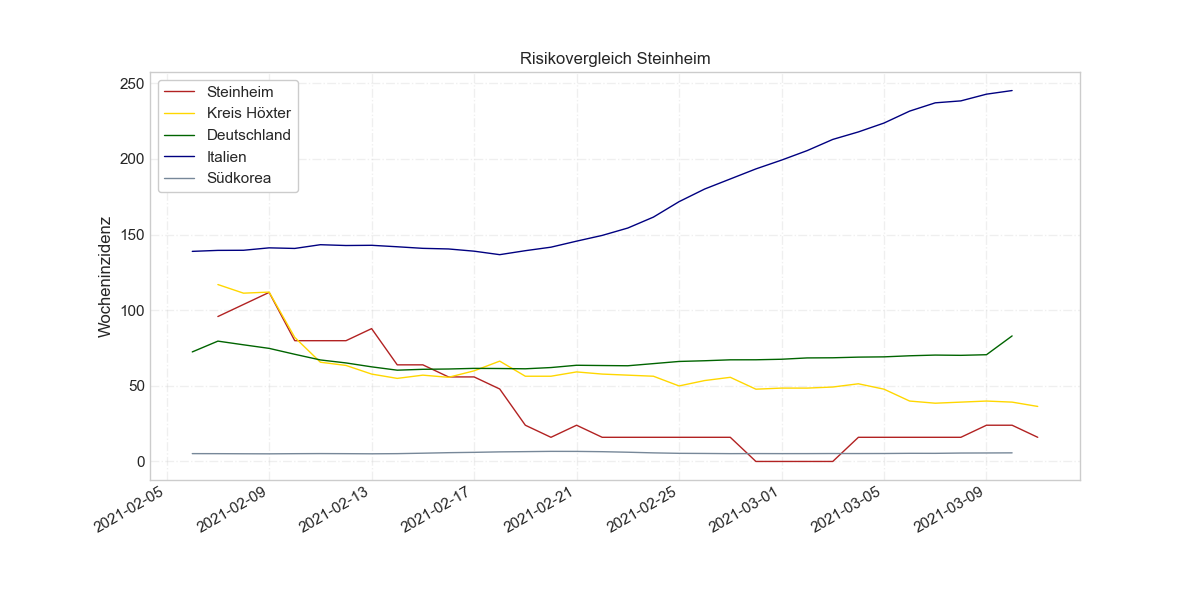 Risikovergleich Steinheim
Wocheninzidenz
250
200
150
100
50
0
Steinheim
Kreis Höxter
Deutschland
Italien
Südkorea
2021-02-05
2021-02-09
2021-02-13
2021-02-17
2021-02-21
2021-02-25
2021-03-01
2021-03-05
2021-03-09